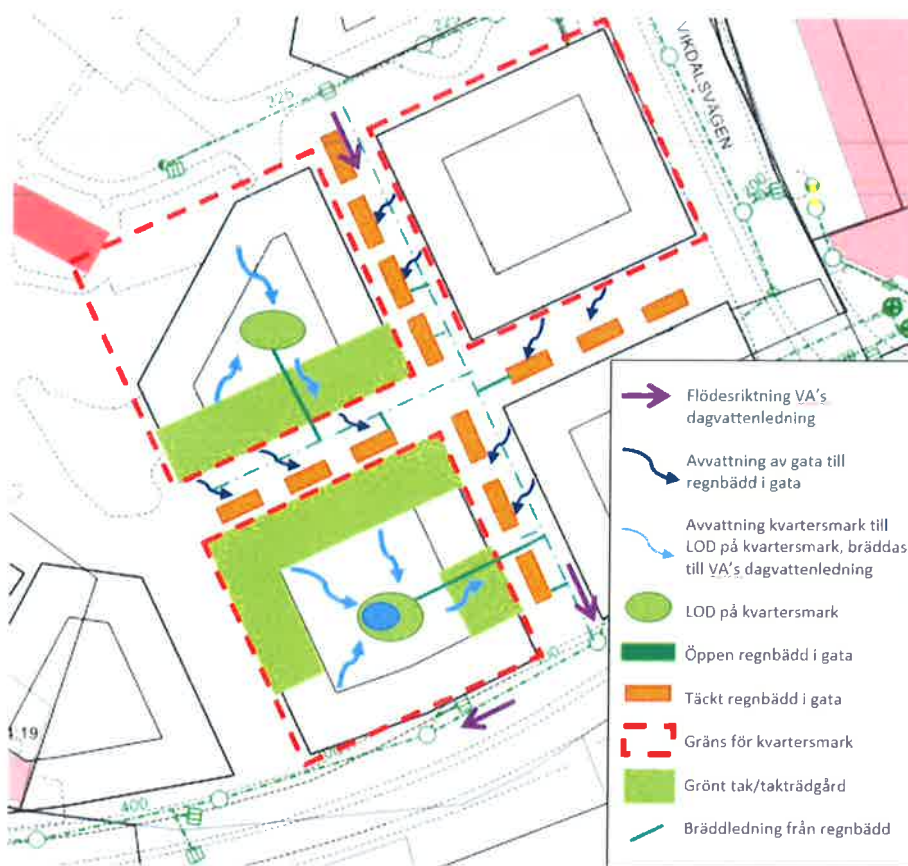 225
VIKDALSVÄGEN
400
4:19
400
Flödesriktning VA's
dagvattenledning
Avvattning av gata till
regnbädd i gata
Avvattning kvartersmark till
LOD på kvartersmark, bräddas
till VA's dagvattenledning
LOD på kvartersmark
Öppen regnbädd i gata
Täckt regnbädd i gata
Gräns för kvartersmark
Grönt tak/takträdgård
Bräddledning från regnbädd